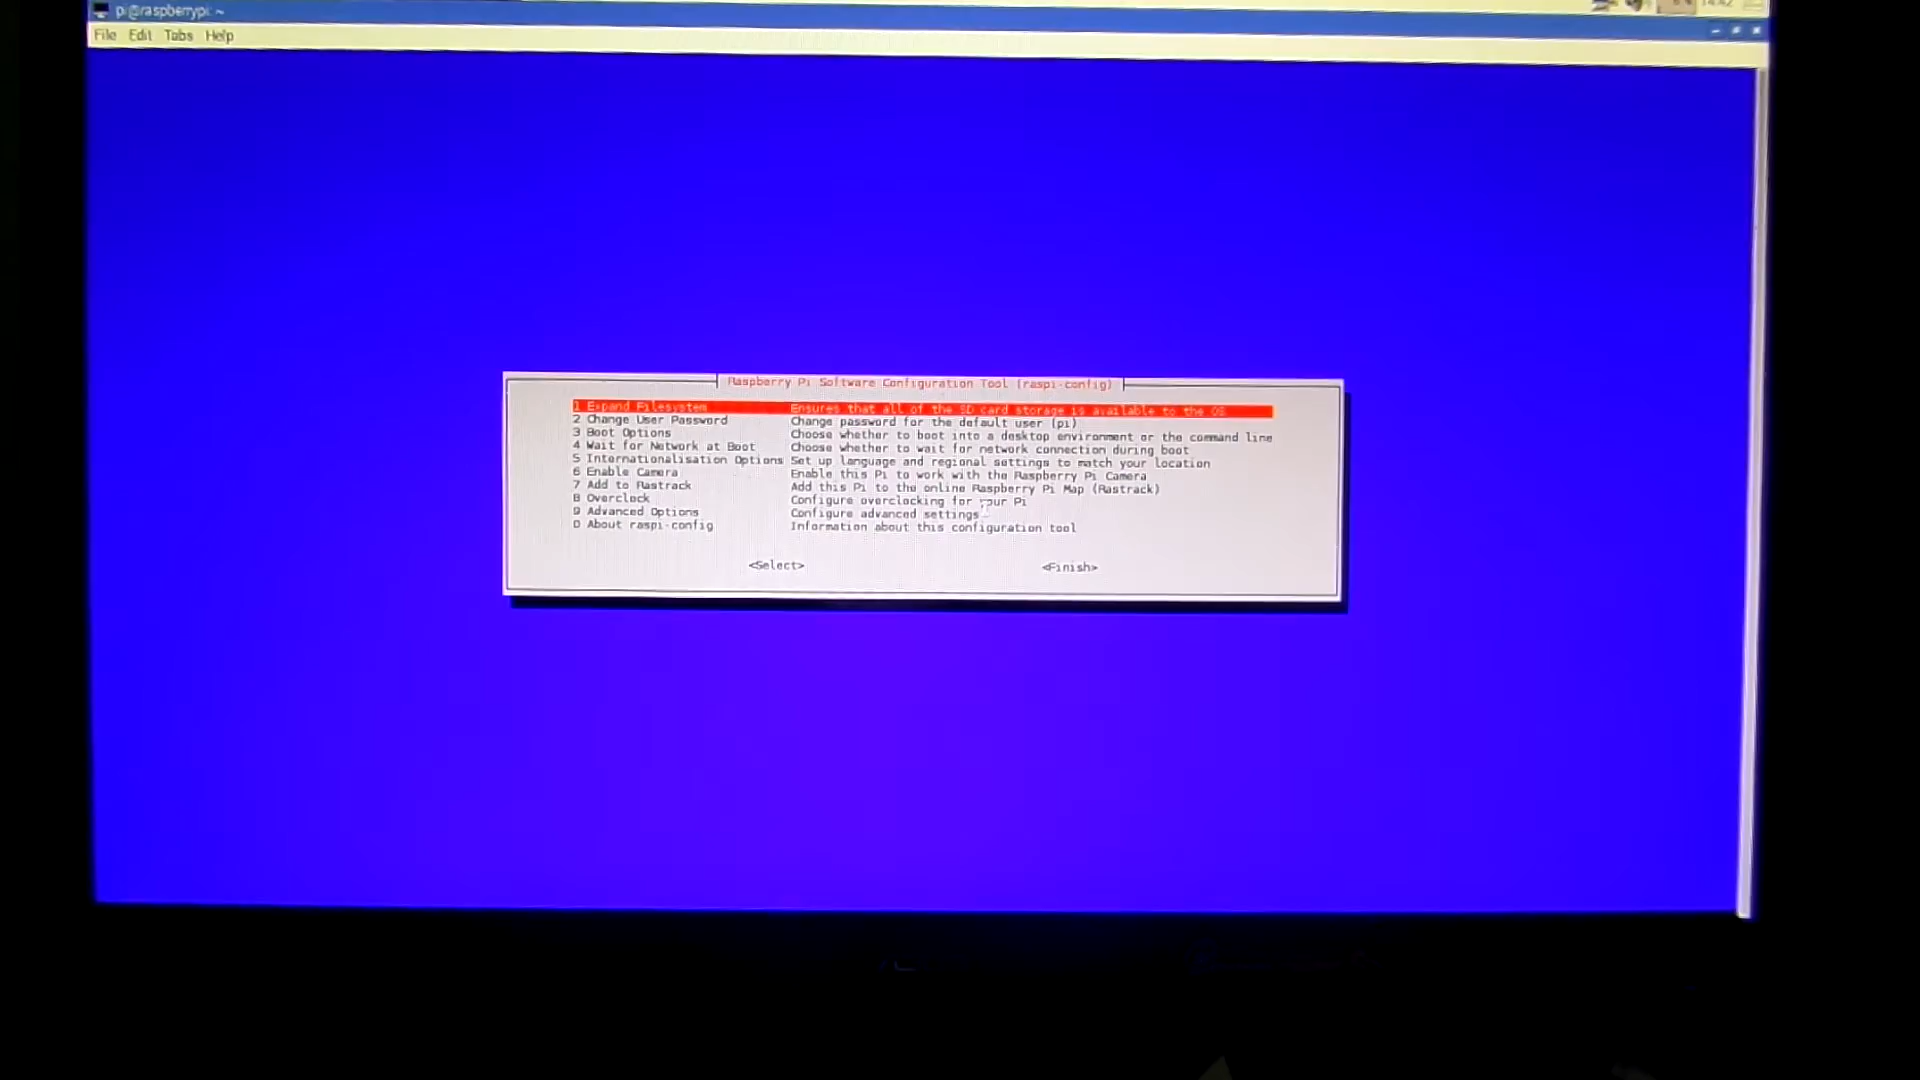 pi@raspberrypi: ~
File Edit Tabs Help
Raspberry Pi Software Configuration Tool (raspi-config)
1 Expand Filesystem Ensures that all of the SD card storage is available to the OS
2 Change User Password Change password for the default user (pi)
3 Boot Options Choose whether to boot into a desktop environment or the command line
4 Wait for Network at Boot Choose whether to wait for network connection during boot
5 Internationalisation Options Set up language and regional settings to match your location
6 Enable Camera Enable this Pi to work with the Raspberry Pi Camera
7 Add to Rastrack Add this Pi to the online Raspberry Pi Map (Rastrack)
8 Overclock Configure overclocking for your Pi
9 Advanced Options Configure advanced settings
0 About raspi-config Information about this configuration tool
<Select> <Finish>